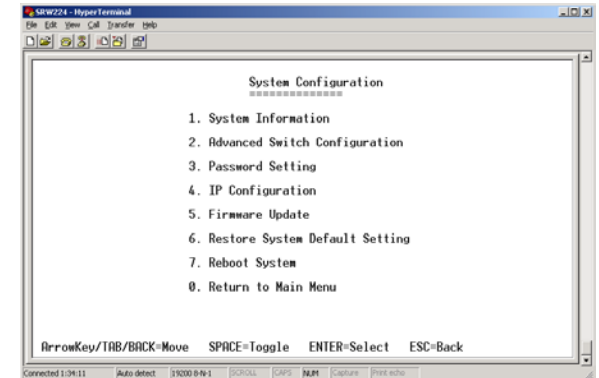 SRW224 - HyperTerminal
File Edit View Call Transfer Help
System Configuration
===============
1. System Information
2. Advanced Switch Configuration
3. Password Setting
4. IP Configuration
5. Firmware Update
6. Restore System Default Setting
7. Reboot System
0. Return to Main Menu
ArrowKey/TAB/BACK=Move SPACE=Toggle ENTER=Select ESC=Back
Connected 1:34:11 Auto detect 19200 8-N-1 SCROLL CAPS NUM Capture Print echo